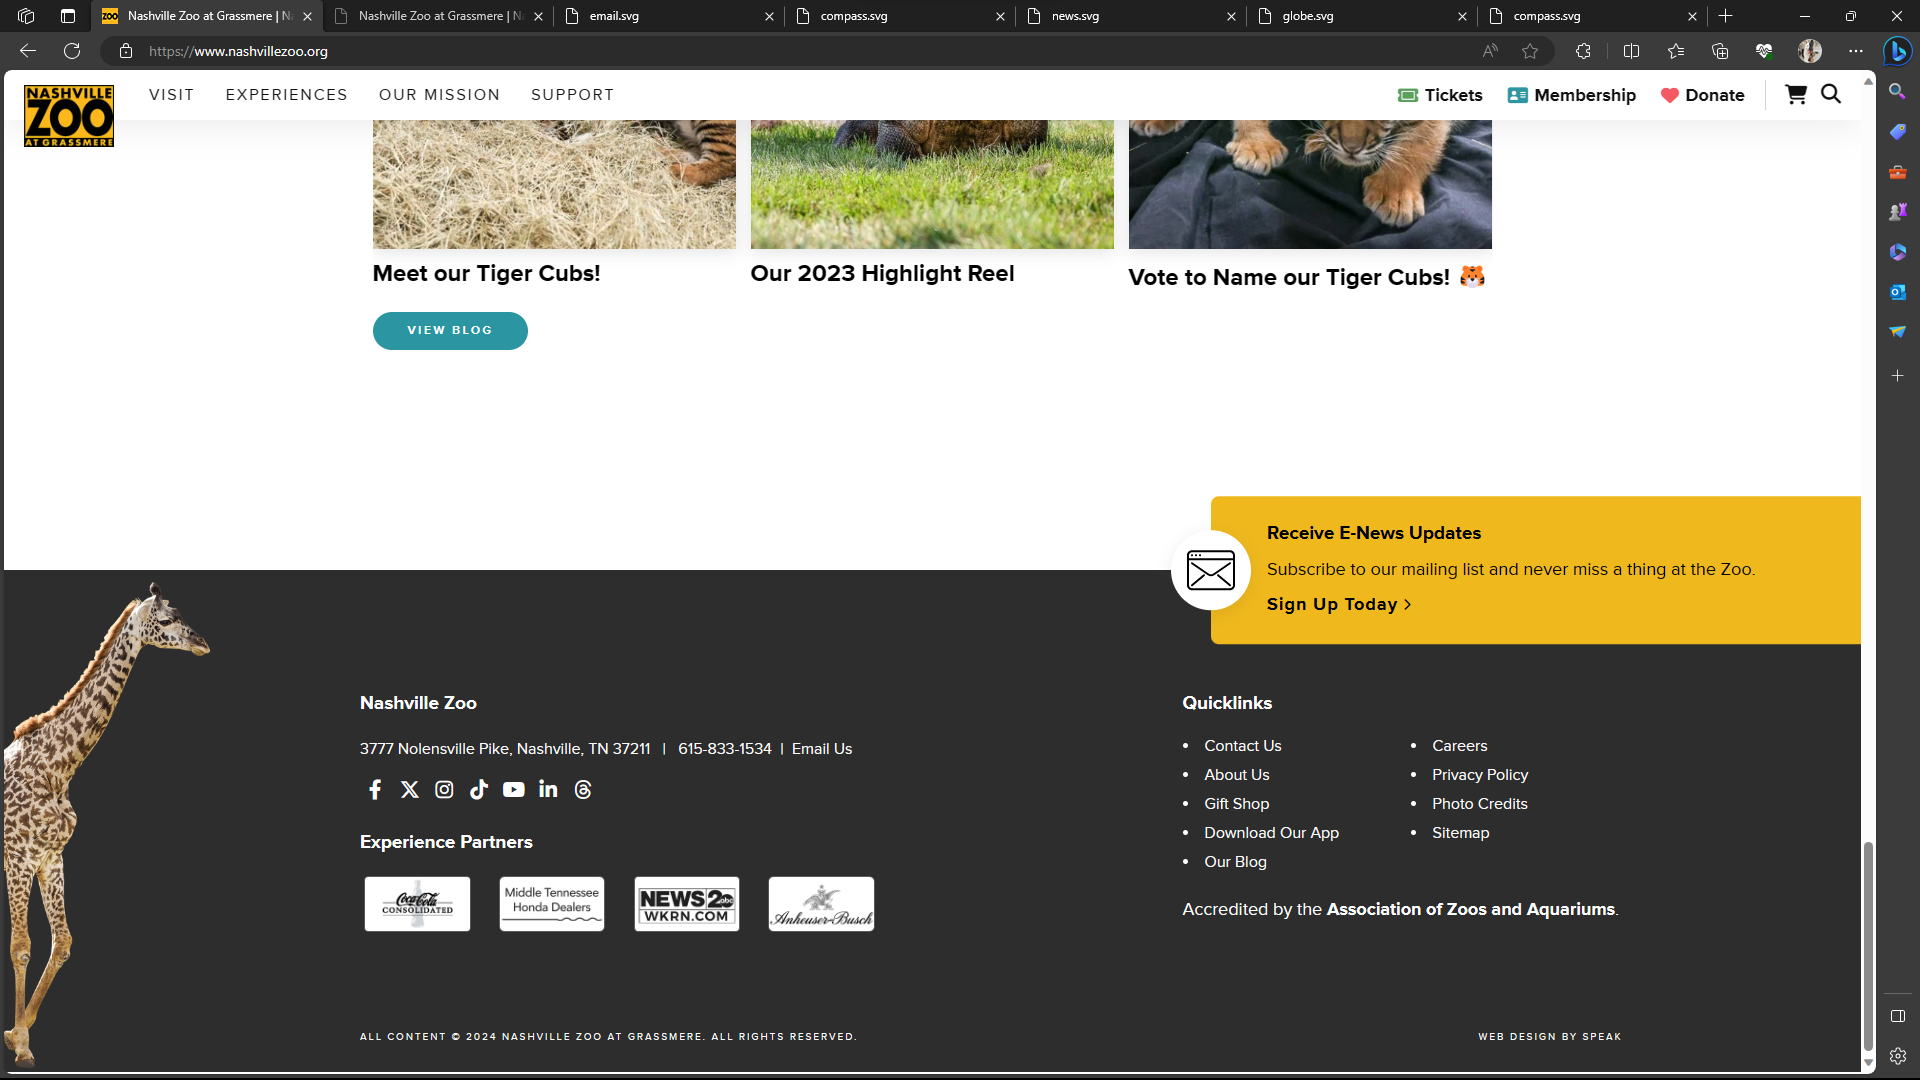 Nashville Zoo at Grassmere | N
Nashville Zoo at Grassmere | N
email.svg
compass.svg
news.svg
globe.svg
compass.svg
https://www.nashvillezoo.org
NASHVILLE
ZOO
AT GRASSMERE
VISIT
EXPERIENCES
OUR MISSION
SUPPORT
Tickets
Membership
Donate
Meet our Tiger Cubs!
Our 2023 Highlight Reel
Vote to Name our Tiger Cubs! 🐯
VIEW BLOG
Receive E-News Updates
Subscribe to our mailing list and never miss a thing at the Zoo.
Sign Up Today >
Nashville Zoo
3777 Nolensville Pike, Nashville, TN 37211 | 615-833-1534 | Email Us
Experience Partners
Coca-Cola
CONSOLIDATED
Middle Tennessee
Honda Dealers
NEWS 2 abc
WKRN.COM
Anheuser-Busch
Quicklinks
• Contact Us
• About Us
• Gift Shop
• Download Our App
• Our Blog
• Careers
• Privacy Policy
• Photo Credits
• Sitemap
Accredited by the Association of Zoos and Aquariums.
ALL CONTENT © 2024 NASHVILLE ZOO AT GRASSMERE. ALL RIGHTS RESERVED.
WEB DESIGN BY SPEAK